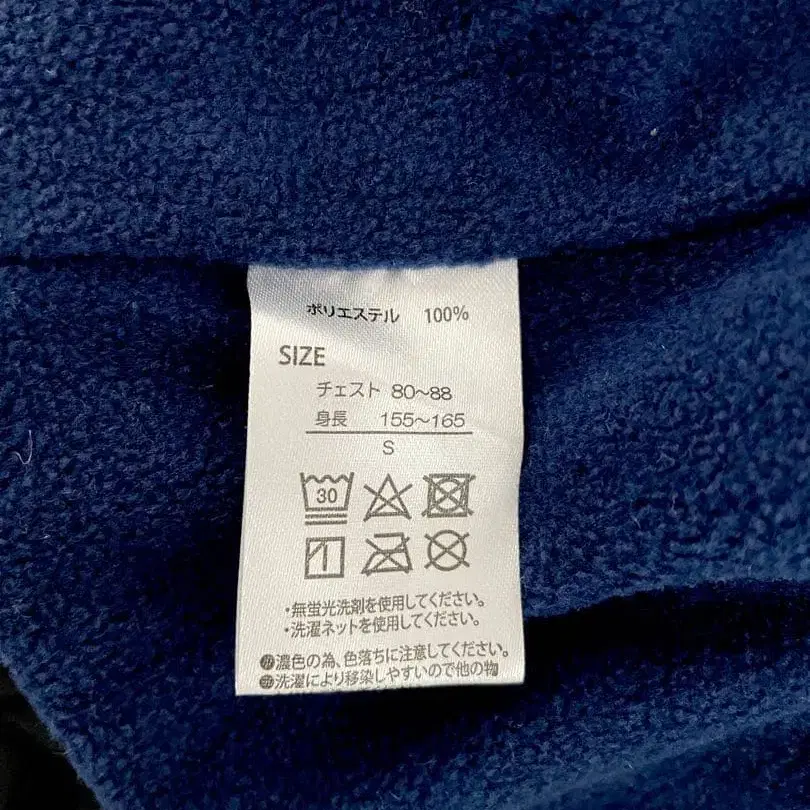 ポリエステル 100%
SIZE
チェスト 80～88
身長 155～165
S
30
・無蛍光洗剤を使用してください。
・洗濯ネットを使用してください。
濃色の為、色落ちに注意してください。
洗濯により移染しやすいので他の物